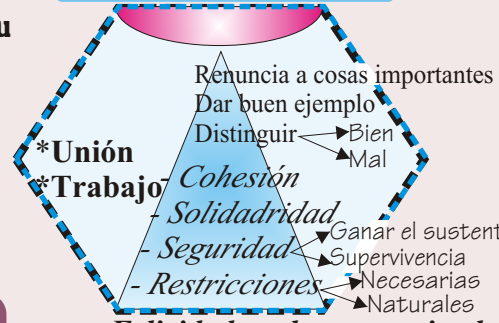 u
Renuncia a cosas importantes
Dar buen ejemplo
Distinguir Bien
Mal
*Unión
*Trabajo
- Cohesión
- Solidadridad
- Seguridad Ganar el sustent
Supervivencia
- Restricciones Necesarias
Naturales